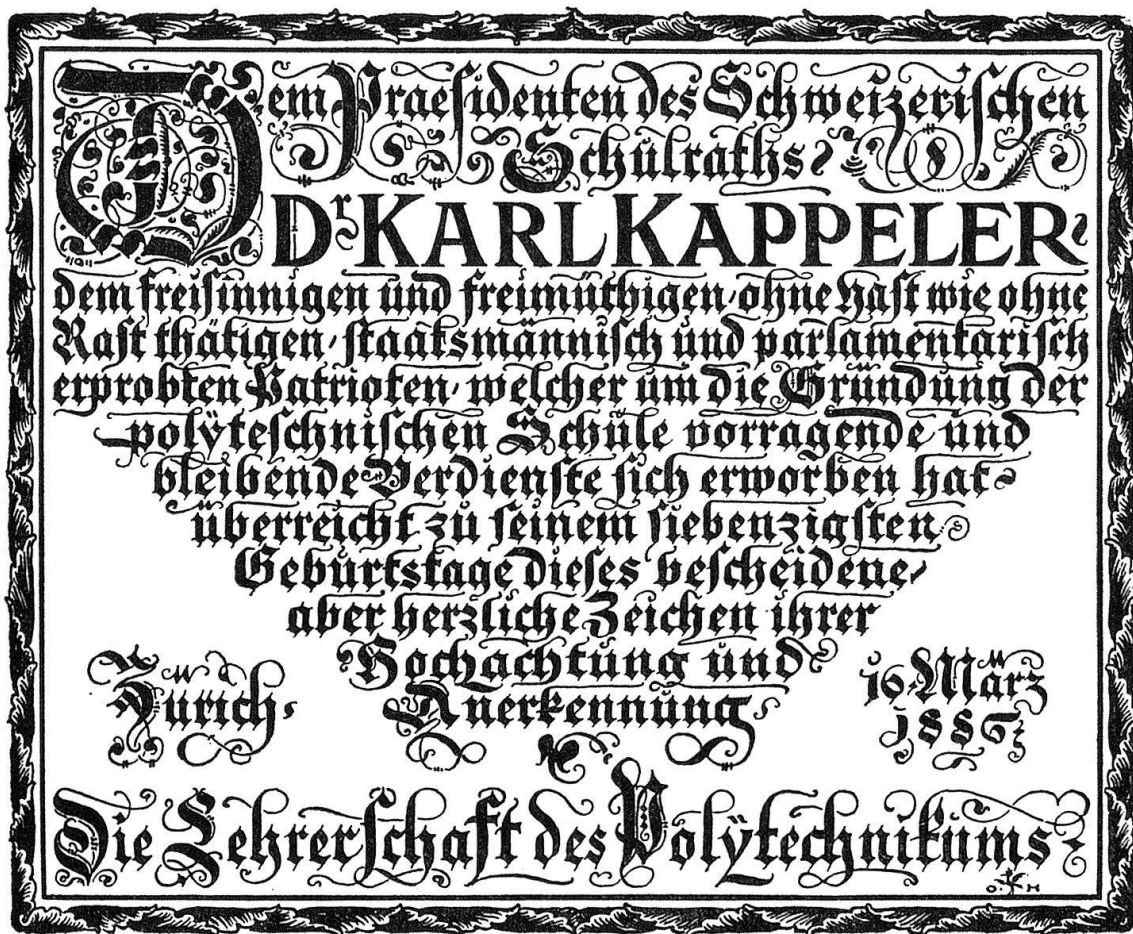 Dem Praesidenten des Schweizerischen
Schulraths
Dr. KARL KAPPELER
dem freisinnigen und freimüthigen, ohne Hast wie ohne
Rast thätigen, staatsmännisch und parlamentarisch
erprobten Patrioten, welcher um die Gründung der
polÿteschnischen Schule vorragende und
bleibende Verdienste sich erworben hat
überreicht zu seinem siebenzigsten
Geburtstage dieses bescheidene,
aber herzliche Zeichen ihrer
Hochachtung und
Anerkennung
Zürich.
16. März
1886
Die Lehrerschaft des Polÿtechnikums